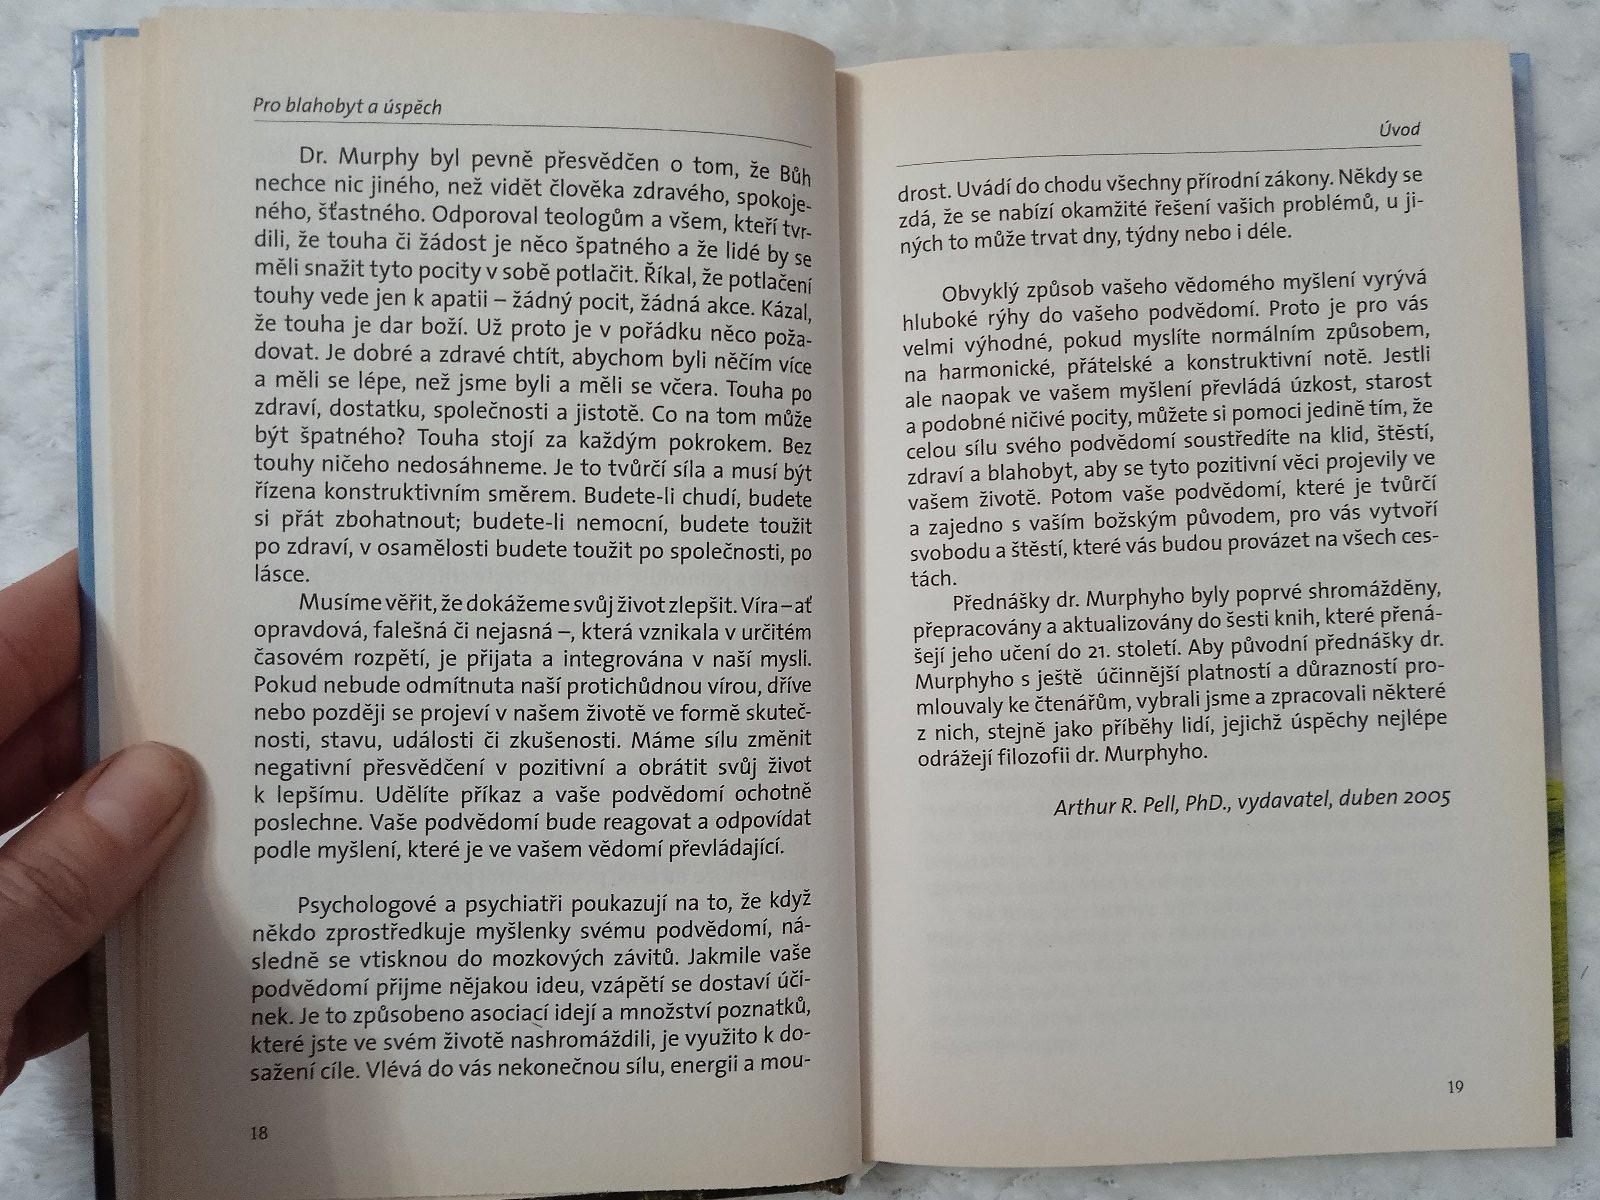 Pro blahobyt a úspěch
Dr. Murphy byl pevně přesvědčen o tom, že Bůh
nechce nic jiného, než vidět člověka zdravého, spokoje-
ného, šťastného. Odporoval teologům a všem, kteří tvr-
dili, že touha či žádost je něco špatného a že lidé by se
měli snažit tyto pocity v sobě potlačit. Říkal, že potlačení
touhy vede jen k apatii – žádný pocit, žádná akce. Kázal,
že touha je dar boží. Už proto je v pořádku něco poža-
dovat. Je dobré a zdravé chtít, abychom byli něčím více
a měli se lépe, než jsme byli a měli se včera. Touha po
zdraví, dostatku, společnosti a jistotě. Co na tom může
být špatného? Touha stojí za každým pokrokem. Bez
touhy ničeho nedosáhneme. Je to tvůrčí síla a musí být
řízena konstruktivním směrem. Budete-li chudí, budete
si přát zbohatnout; budete-li nemocní, budete toužit
po zdraví, v osamělosti budete toužit po společnosti, po
lásce.
Musíme věřit, že dokážeme svůj život zlepšit. Víra – ať
opravdová, falešná či nejasná –, která vznikala v určitém
časovém rozpětí, je přijata a integrována v naší mysli.
Pokud nebude odmítnuta naší protichůdnou vírou, dříve
nebo později se projeví v našem životě ve formě skuteč-
nosti, stavu, události či zkušenosti. Máme sílu změnit
negativní přesvědčení v pozitivní a obrátit svůj život
k lepšímu. Udělíte příkaz a vaše podvědomí ochotně
poslechne. Vaše podvědomí bude reagovat a odpovídat
podle myšlení, které je ve vašem vědomí převládající.
Psychologové a psychiatři poukazují na to, že když
někdo zprostředkuje myšlenky svému podvědomí, ná-
sledně se vtisknou do mozkových závitů. Jakmile vaše
podvědomí přijme nějakou ideu, vzápětí se dostaví úči-
nek. Je to způsobeno asociací idejí a množství poznatků,
které jste ve svém životě nashromáždili, je využito k do-
sažení cíle. Vlévá do vás nekonečnou sílu, energii a mou-
18
Úvod
drost. Uvádí do chodu všechny přírodní zákony. Někdy se
zdá, že se nabízí okamžité řešení vašich problémů, u ji-
ných to může trvat dny, týdny nebo i déle.
Obvyklý způsob vašeho vědomého myšlení vyrývá
hluboké rýhy do vašeho podvědomí. Proto je pro vás
velmi výhodné, pokud myslíte normálním způsobem,
na harmonické, přátelské a konstruktivní notě. Jestli
ale naopak ve vašem myšlení převládá úzkost, starost
a podobné ničivé pocity, můžete si pomoci jedině tím, že
celou sílu svého podvědomí soustředíte na klid, štěstí,
zdraví a blahobyt, aby se tyto pozitivní věci projevily ve
vašem životě. Potom vaše podvědomí, které je tvůrčí
a zajedno s vaším božským původem, pro vás vytvoří
svobodu a štěstí, které vás budou provázet na všech ces-
tách.
Přednášky dr. Murphyho byly poprvé shromážděny,
přepracovány a aktualizovány do šesti knih, které přená-
šejí jeho učení do 21. století. Aby původní přednášky dr.
Murphyho s ještě účinnější platností a důrazností pro-
mlouvaly ke čtenářům, vybrali jsme a zpracovali některé
z nich, stejně jako příběhy lidí, jejichž úspěchy nejlépe
odrážejí filozofii dr. Murphyho.
Arthur R. Pell, PhD., vydavatel, duben 2005
19